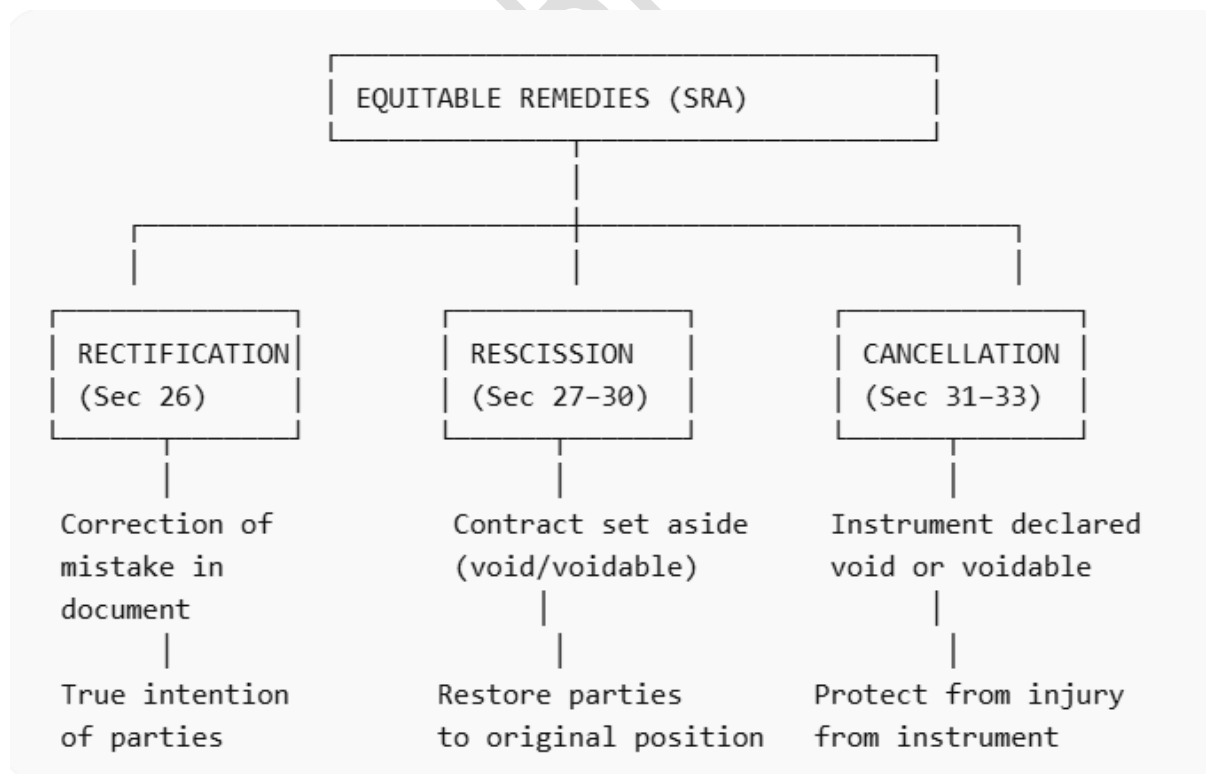 EQUITABLE REMEDIES (SRA)
RECTIFICATION
(Sec 26)
Correction of
mistake in
document
True intention
of parties
RESCISSION
(Sec 27–30)
Contract set aside
(void/voidable)
Restore parties
to original position
CANCELLATION
(Sec 31–33)
Instrument declared
void or voidable
Protect from injury
from instrument